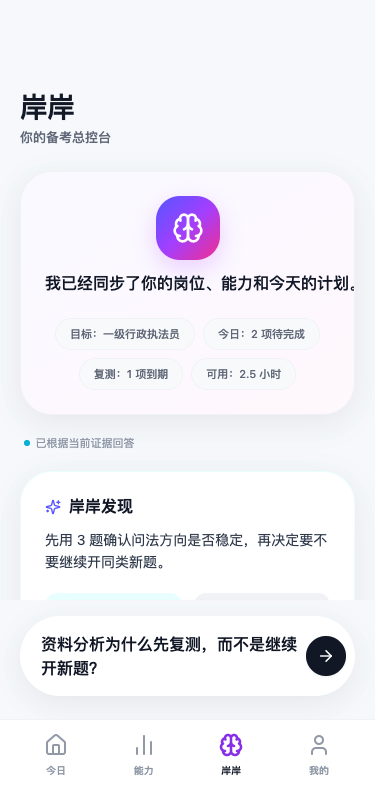 岸岸
你的备考总控台
我已经同步了你的岗位、能力和今天的计划。
目标：一级行政执法员
今日：2 项待完成
复测：1 项到期
可用：2.5 小时
已根据当前证据回答
岸岸发现
先用 3 题确认问法方向是否稳定，再决定要不
要继续开同类新题。
资料分析为什么先复测，而不是继续
开新题？
今日
能力
岸岸
我的